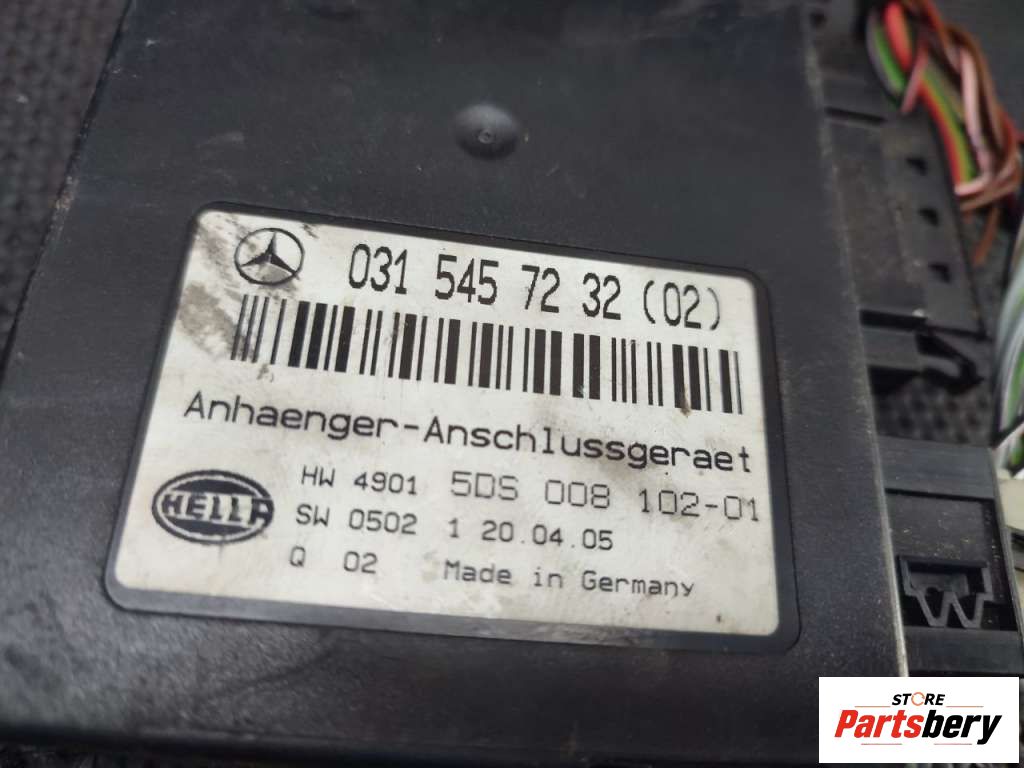 031 545 72 32 (02)
Anhaenger-Anschlussgeraet
HELLA
HW 4901 5DS 008 102-01
SW 0502 1 20.04.05
Q 02 Made in Germany
W
STORE
Partsbery